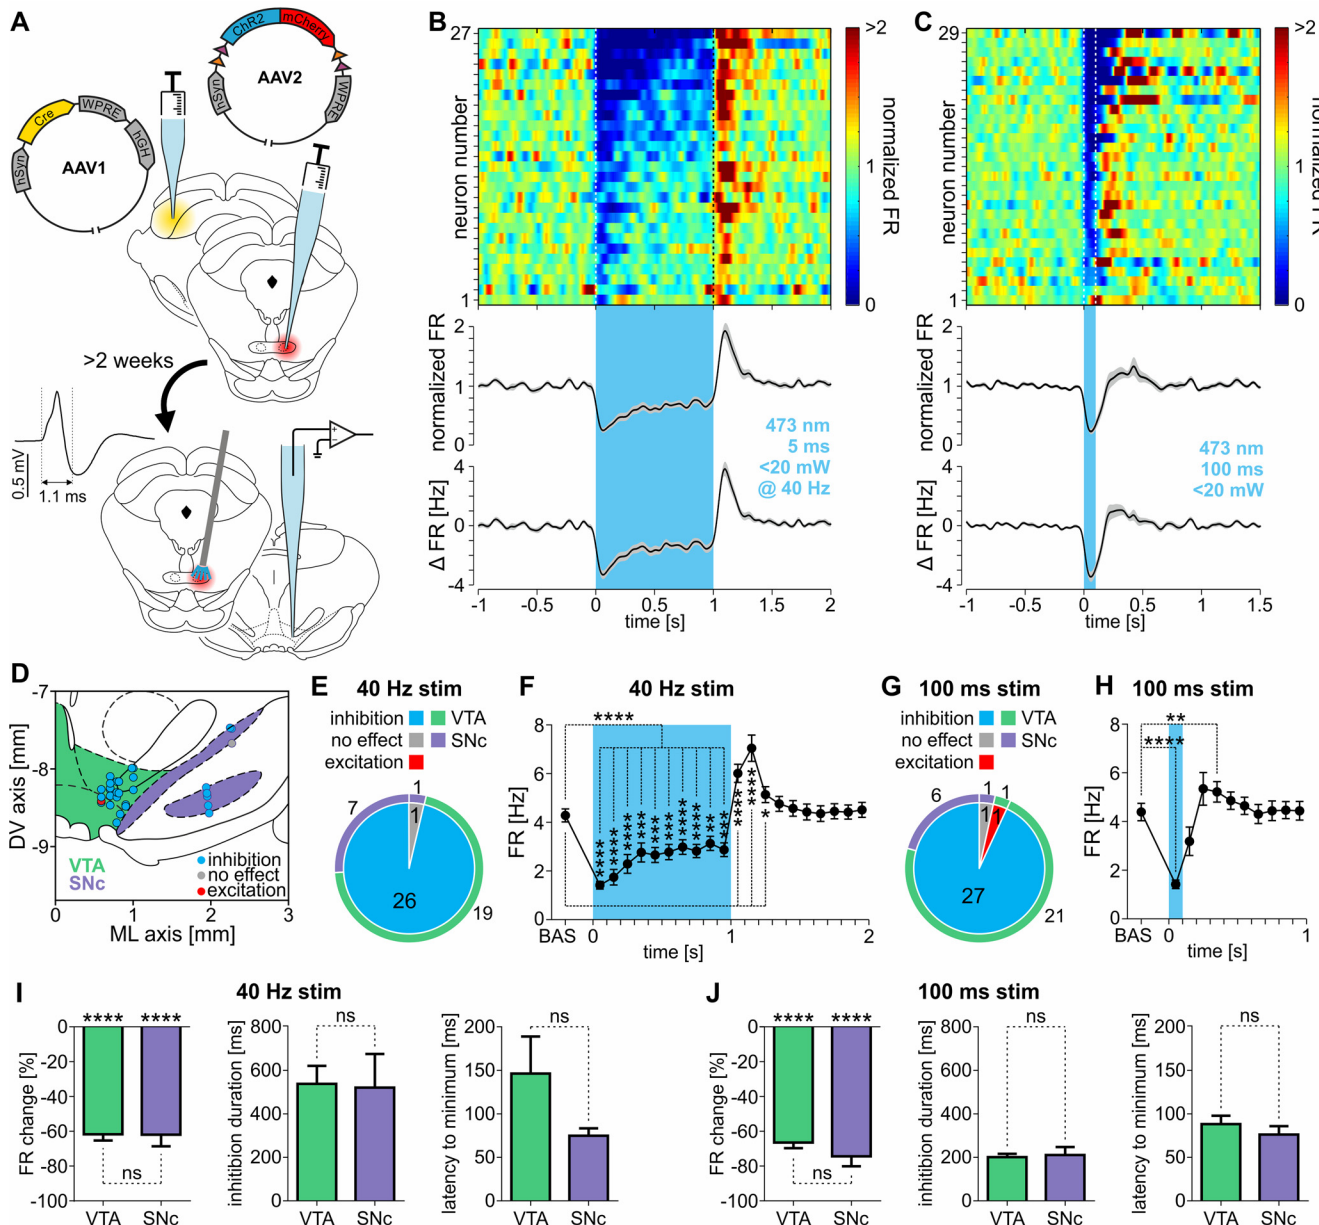 A
AAV1
hSyn
Cre
WPRE
hGH
AAV2
hSyn
ChR2
mCherry
WPRE
>2 weeks
0.5 mV
1.1 ms
B
27
1
neuron number
>2
1
0
normalized FR
2
1
0
normalized FR
4
0
-4
Δ FR [Hz]
473 nm
5 ms
<20 mW
@ 40 Hz
-1 -0.5 0 0.5 1 1.5 2
time [s]
C
29
1
neuron number
>2
1
0
normalized FR
2
1
0
normalized FR
4
0
-4
Δ FR [Hz]
473 nm
100 ms
<20 mW
-1 -0.5 0 0.5 1 1.5
time [s]
D
-7
-8
-9
DV axis [mm]
VTA
SNc
inhibition
no effect
excitation
0 1 2 3
ML axis [mm]
E
40 Hz stim
inhibition VTA
no effect SNc
excitation
1
7
1
26
19
F
40 Hz stim
8
6
4
2
0
FR [Hz]
****
****
****
****
****
****
****
****
****
****
****
****
****
*
BAS 0 1 2
time [s]
G
100 ms stim
inhibition VTA
no effect SNc
excitation
1
1
6
1
1
27
21
H
100 ms stim
8
6
4
2
0
FR [Hz]
**
****
BAS 0 1
time [s]
I
40 Hz stim
0
-20
-40
-60
-80
-100
FR change [%]
**** ****
ns
VTA SNc
800
600
400
200
0
inhibition duration [ms]
ns
VTA SNc
200
150
100
50
0
latency to minimum [ms]
ns
VTA SNc
J
100 ms stim
0
-20
-40
-60
-80
-100
FR change [%]
**** ****
ns
VTA SNc
800
600
400
200
0
inhibition duration [ms]
ns
VTA SNc
200
150
100
50
0
latency to minimum [ms]
ns
VTA SNc